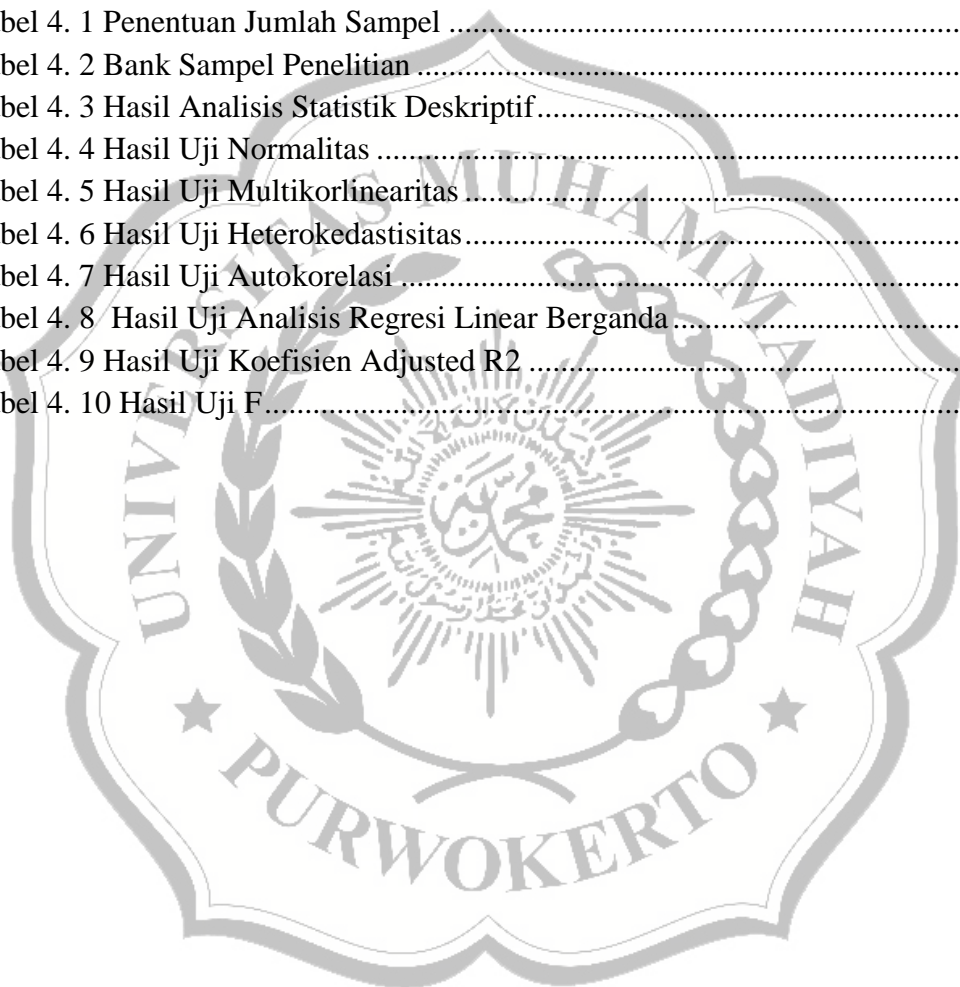 bel 4. 1 Penentuan Jumlah Sampel ...........................................................................
bel 4. 2 Bank Sampel Penelitian ................................................................................
bel 4. 3 Hasil Analisis Statistik Deskriptif..............................................................
bel 4. 4 Hasil Uji Normalitas .....................................................................................
bel 4. 5 Hasil Uji Multikorlinearitas .........................................................................
bel 4. 6 Hasil Uji Heterokedastisitas.........................................................................
bel 4. 7 Hasil Uji Autokorelasi ..................................................................................
bel 4. 8  Hasil Uji Analisis Regresi Linear Berganda ..............................................
bel 4. 9 Hasil Uji Koefisien Adjusted R2 .................................................................
bel 4. 10 Hasil Uji F...................................................................................................
UNIVERSITAS MUHAMMADIYAH
PURWOKERTO